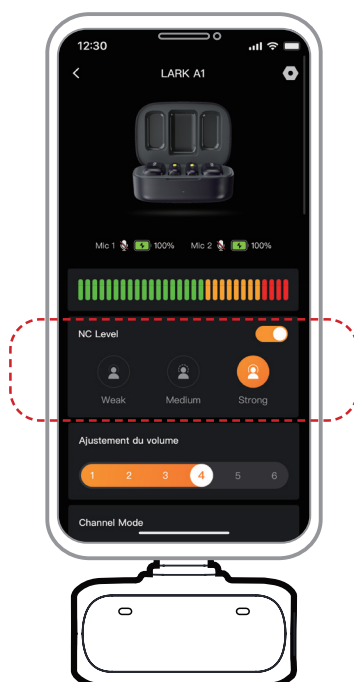 12:30
LARK A1
Mic 1 100% Mic 2 100%
NC Level
Weak Medium Strong
Ajustement du volume
1 2 3 4 5 6
Channel Mode